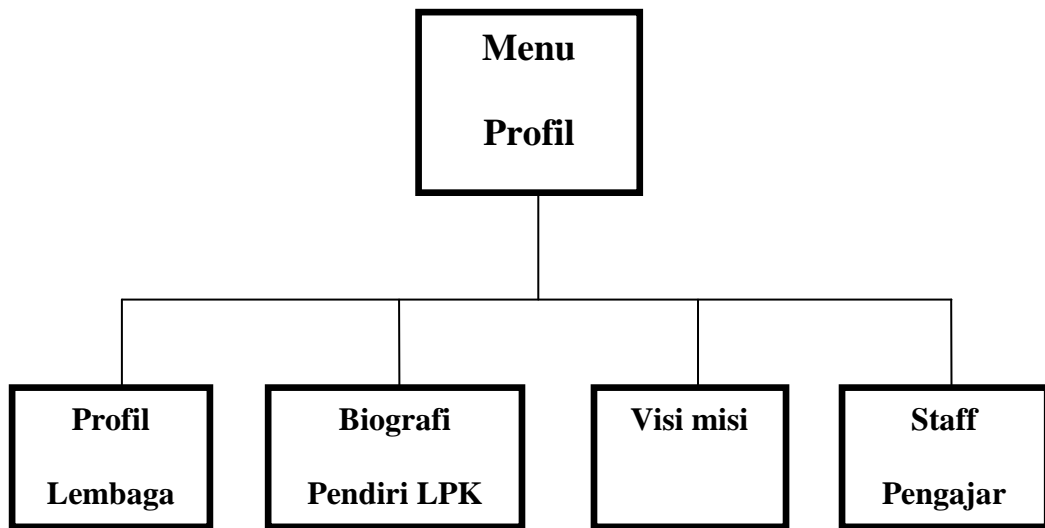 Menu
Profil
Profil
Lembaga
Biografi
Pendiri LPK
Visi misi
Staff
Pengajar